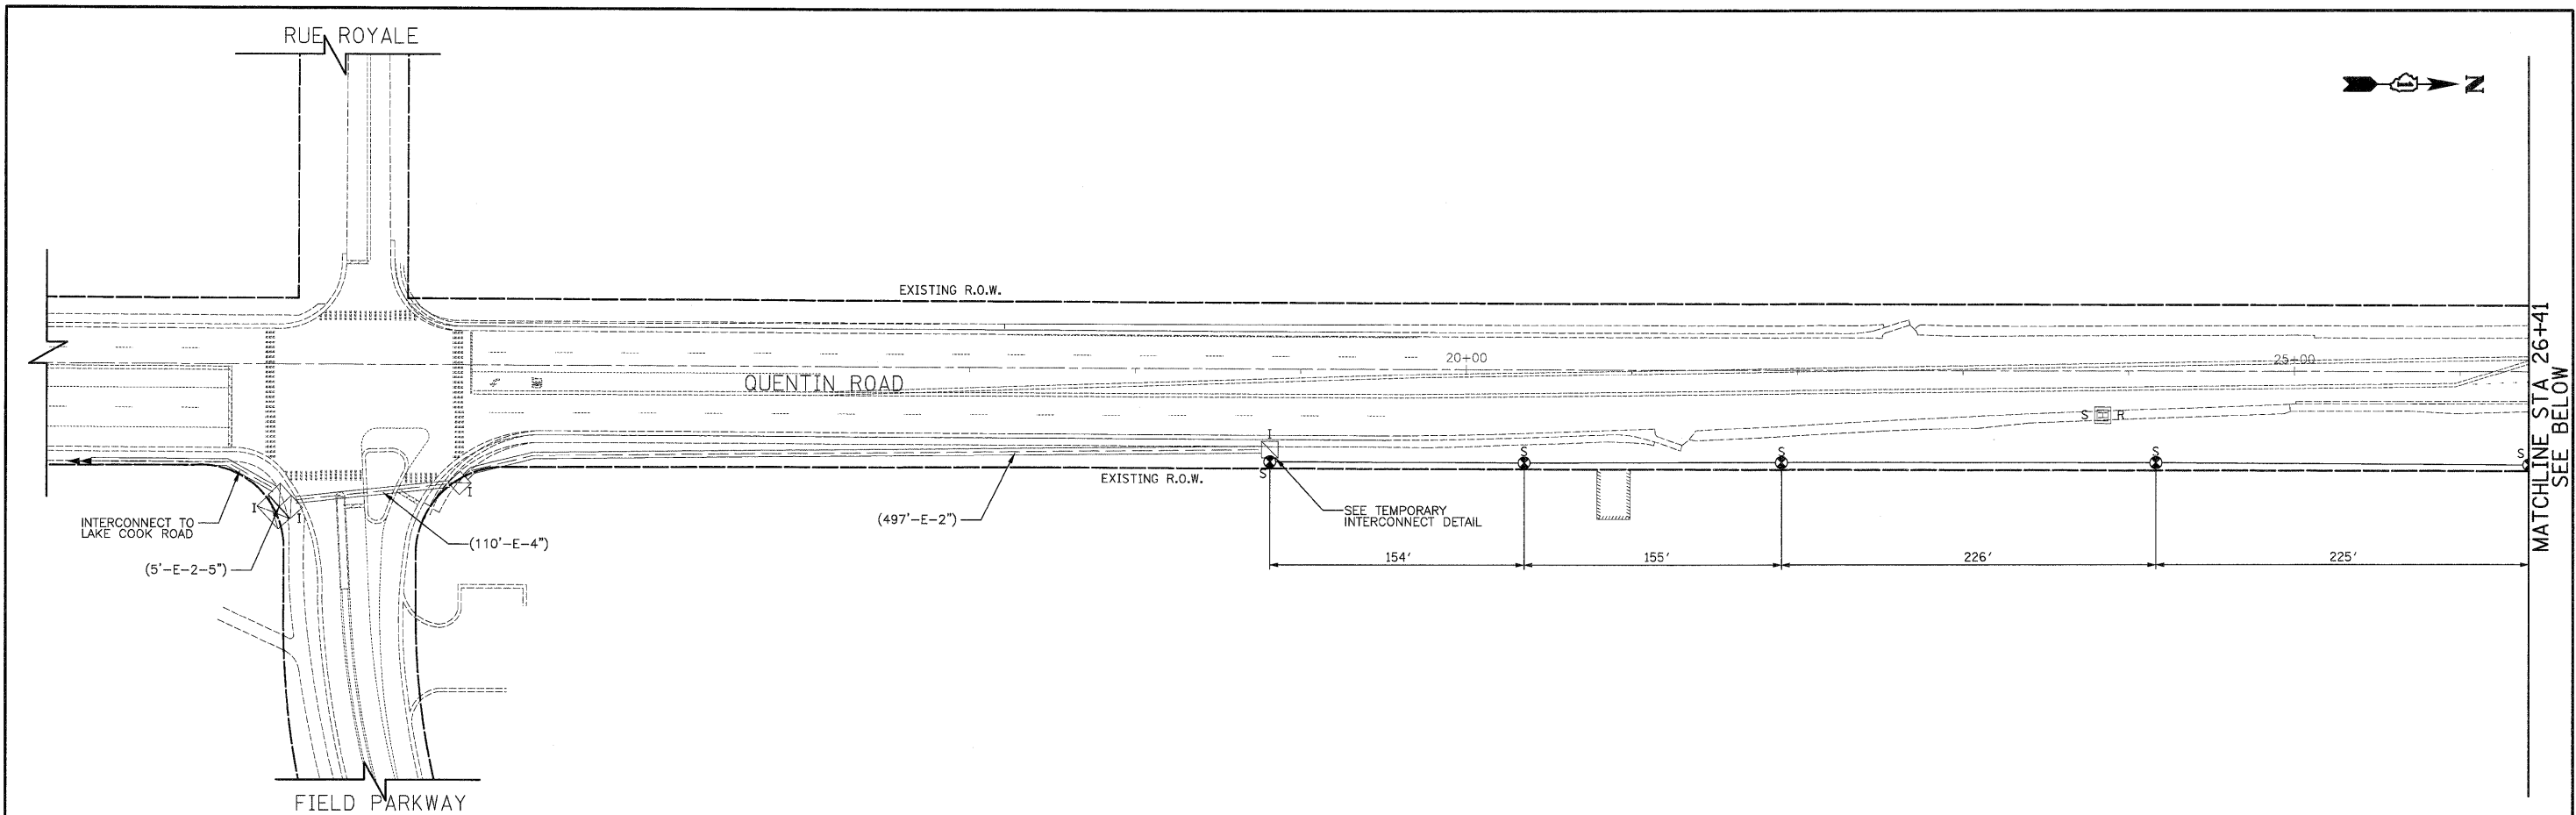 RUE ROYALE
N
EXISTING R.O.W.
20+00
25+00
QUENTIN ROAD
MATCHLINE STA 26+41
SEE BELOW
S
R
I
S
S
S
S
S
EXISTING R.O.W.
I
I
I
INTERCONNECT TO
LAKE COOK ROAD
(497'-E-2")
SEE TEMPORARY
INTERCONNECT DETAIL
(110'-E-4")
(5'-E-2-5")
154'
155'
226'
225'
FIELD PARKWAY